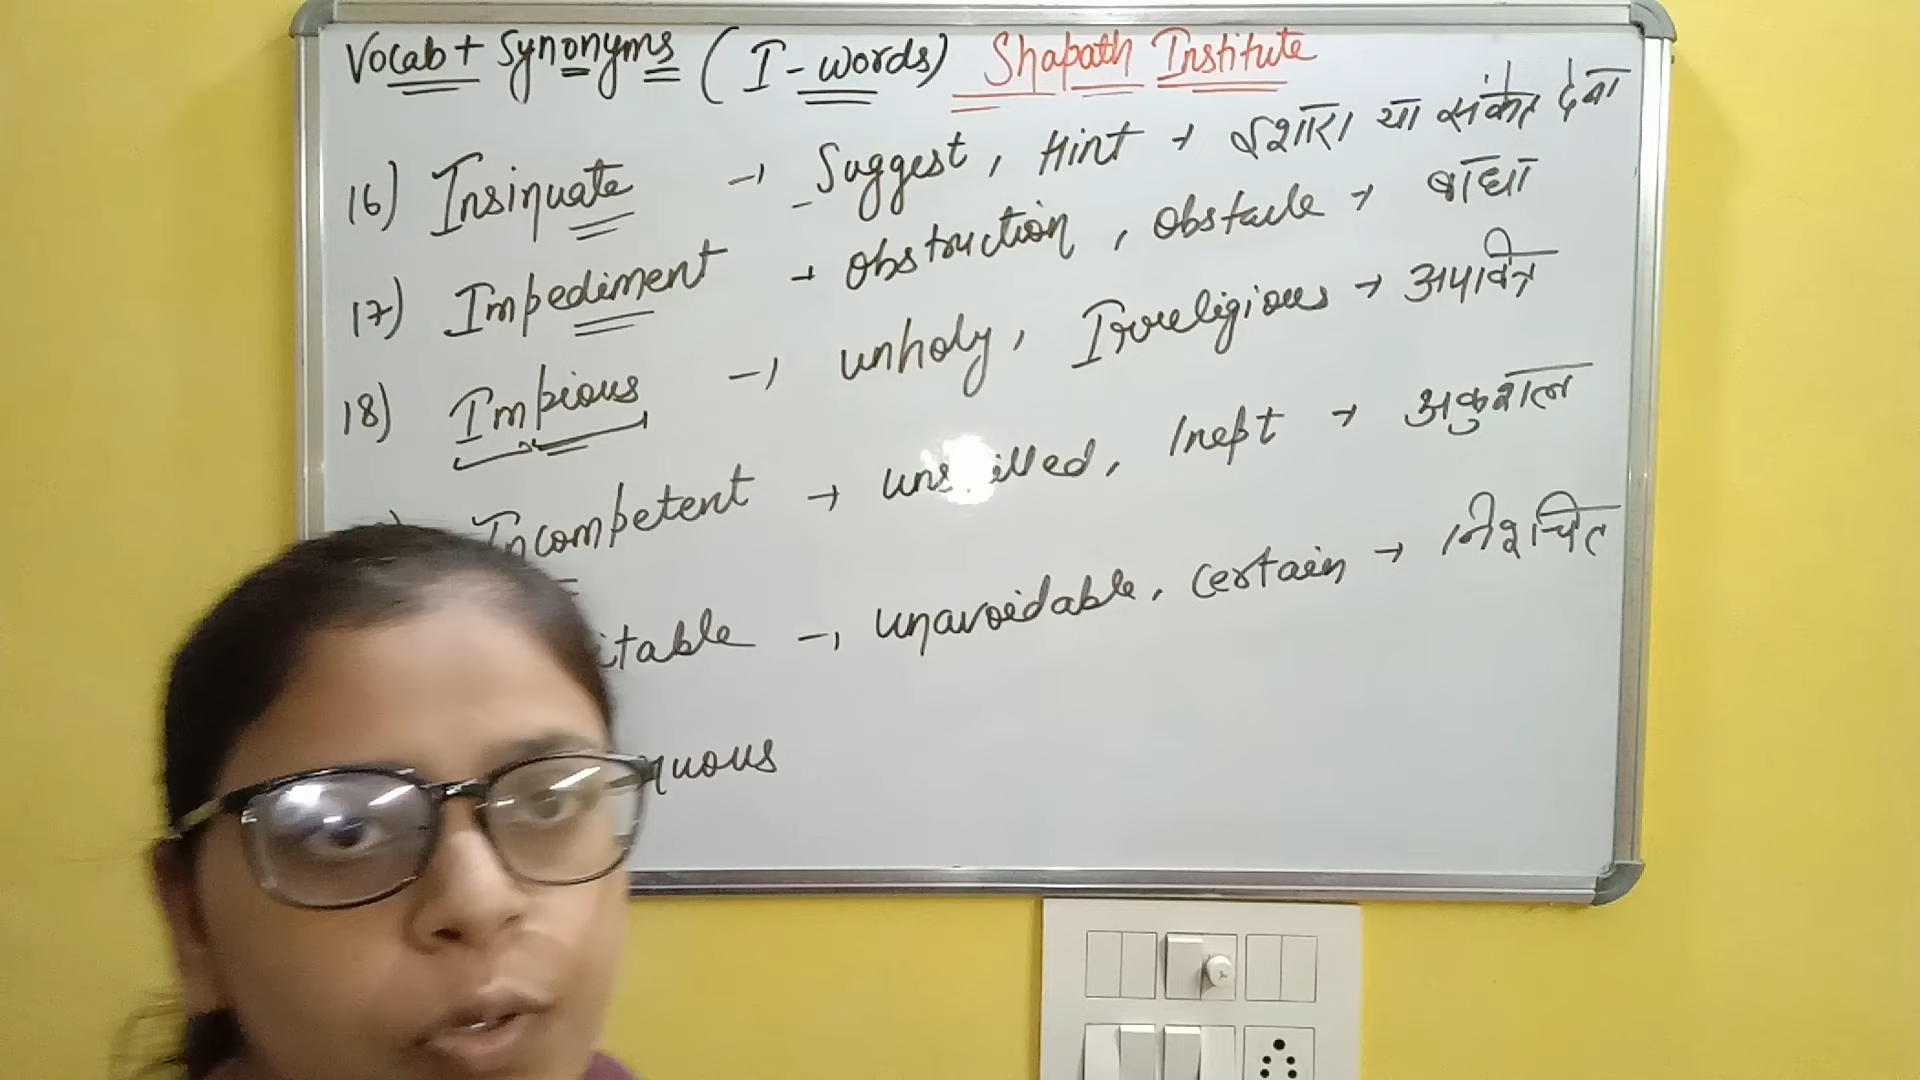 Vocab + Synonyms (I-words) Shapath Institute
16) Insinuate → Suggest, Hint → ईशारा या संकेत देना
17) Impediment → Obstruction, Obstacle → बाधा
18) Impious → unholy, Irreligious → अपवित्र
Incompetent → unskilled, Inept → अकुशल
itable → unavoidable, certain → निश्चित
quous